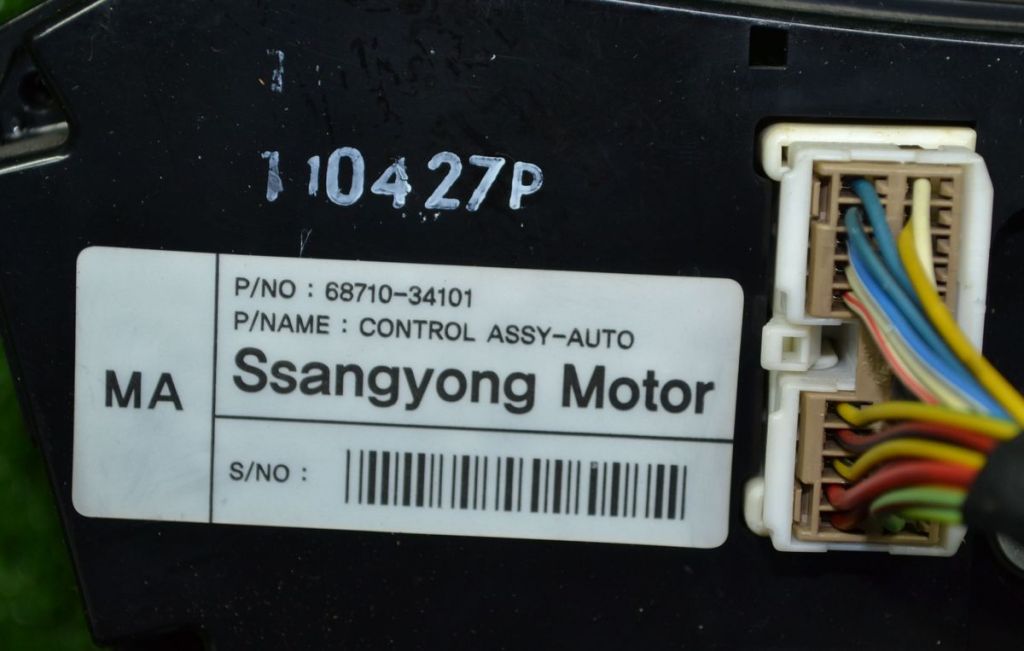 110427P
MA
P/NO : 68710-34101
P/NAME : CONTROL ASSY-AUTO
Ssangyong Motor
S/NO :